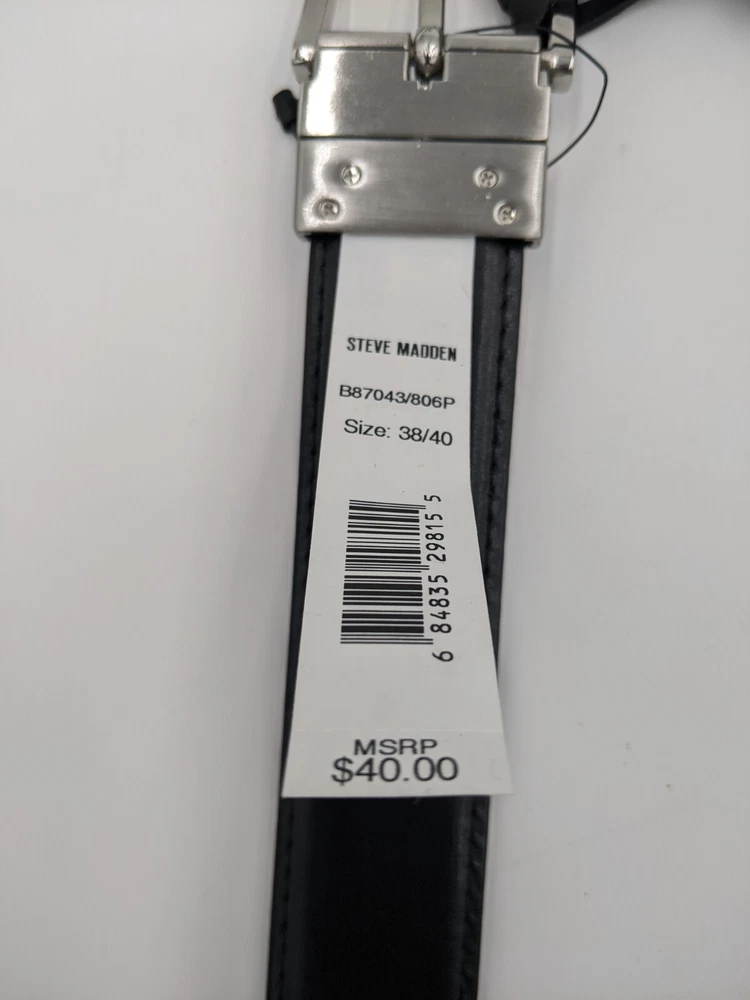 STEVE MADDEN
B87043/806P
Size: 38/40
6 84835 29815 5
MSRP
$40.00